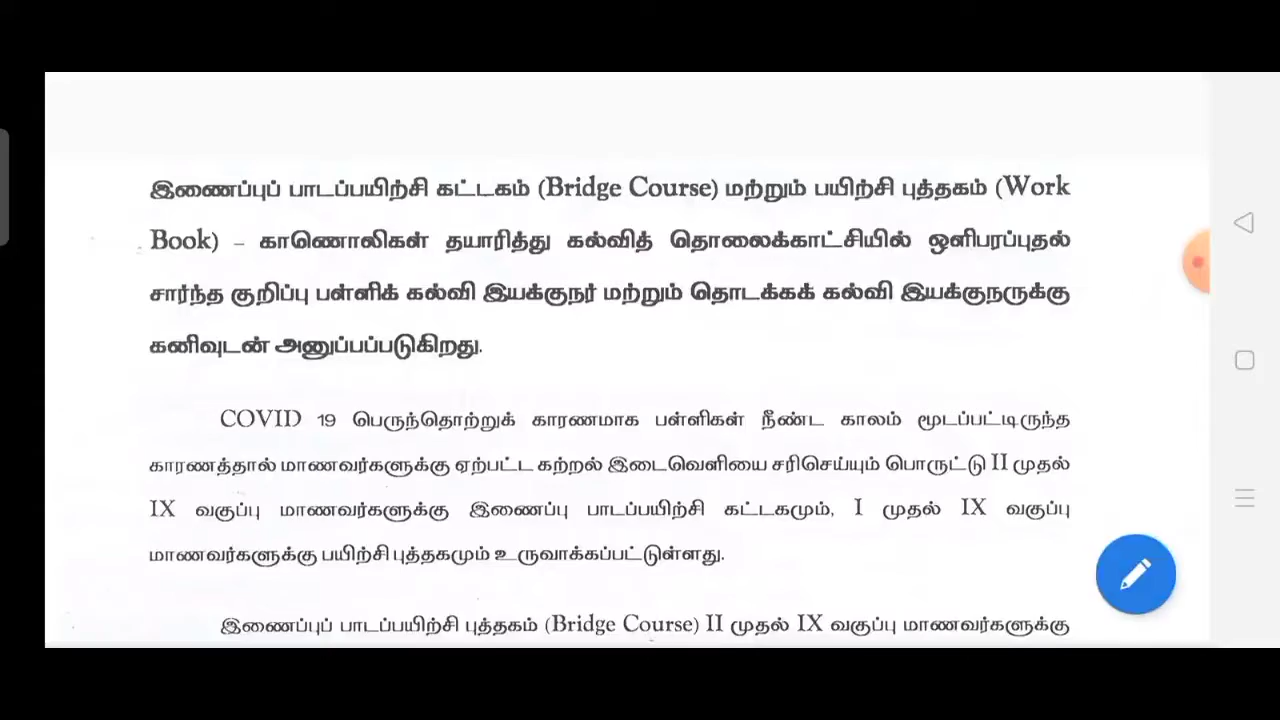 இணைப்புப் பாடப்பயிற்சி கட்டகம் (Bridge Course) மற்றும் பயிற்சி புத்தகம் (Work
Book) – காணொலிகள் தயாரித்து கல்வித் தொலைக்காட்சியில் ஒளிபரப்புதல்
சார்ந்த குறிப்பு பள்ளிக் கல்வி இயக்குநர் மற்றும் தொடக்கக் கல்வி இயக்குநருக்கு
கனிவுடன் அனுப்பப்படுகிறது.
COVID 19 பெருந்தொற்றுக் காரணமாக பள்ளிகள் நீண்ட காலம் மூடப்பட்டிருந்த
காரணத்தால் மாணவர்களுக்கு ஏற்பட்ட கற்றல் இடைவெளியை சரிசெய்யும் பொருட்டு II முதல்
IX வகுப்பு மாணவர்களுக்கு இணைப்பு பாடப்பயிற்சி கட்டகமும், I முதல் IX வகுப்பு
மாணவர்களுக்கு பயிற்சி புத்தகமும் உருவாக்கப்பட்டுள்ளது.
இணைப்புப் பாடப்பயிற்சி புத்தகம் (Bridge Course) II முதல் IX வகுப்பு மாணவர்களுக்கு